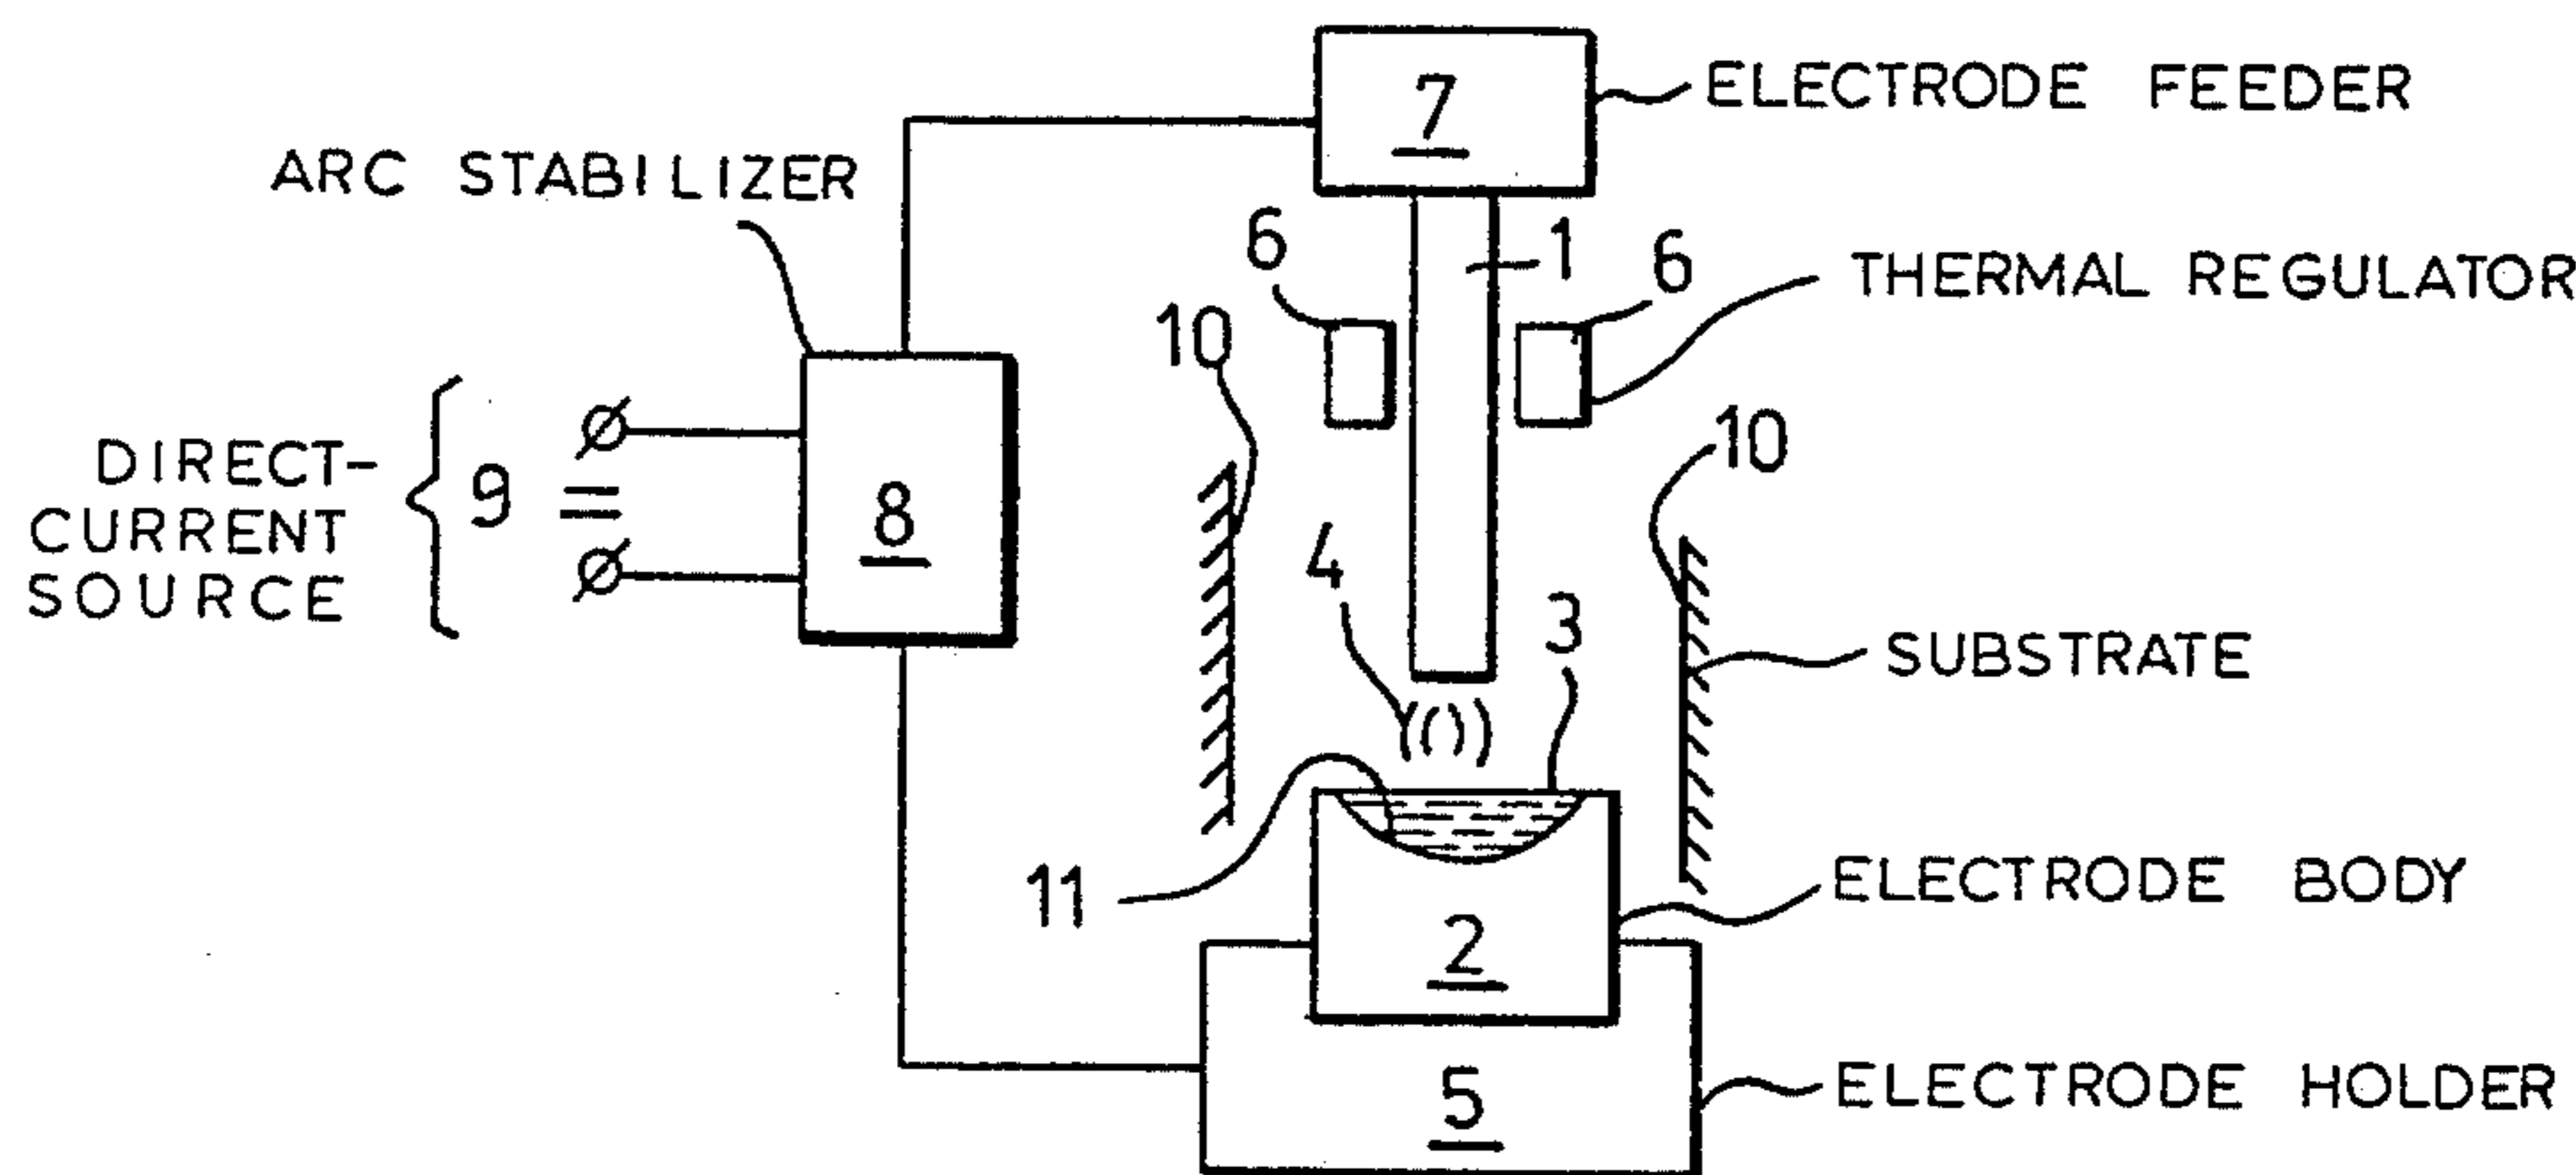 7
ELECTRODE FEEDER
ARC STABILIZER
6
1
6
THERMAL REGULATOR
10
10
DIRECT-
CURRENT
SOURCE
9
=
8
4
3
SUBSTRATE
11
2
ELECTRODE BODY
5
ELECTRODE HOLDER